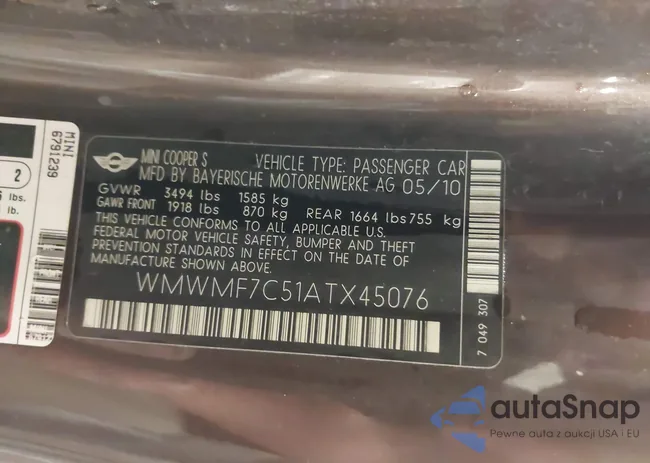 MINI
6791239
2
lbs.
lb.
MINI COOPER S VEHICLE TYPE: PASSENGER CAR
MFD BY BAYERISCHE MOTORENWERKE AG 05/10
GVWR 3494 lbs 1585 kg
GAWR FRONT 1918 lbs 870 kg REAR 1664 lbs 755 kg
THIS VEHICLE CONFORMS TO ALL APPLICABLE U.S.
FEDERAL MOTOR VEHICLE SAFETY, BUMPER AND THEFT
PREVENTION STANDARDS IN EFFECT ON THE DATE OF
MANUFACTURE SHOWN ABOVE.
WMWMF7C51ATX45076
7 049 307
autaSnap
Pewne auta z aukcji USA i EU